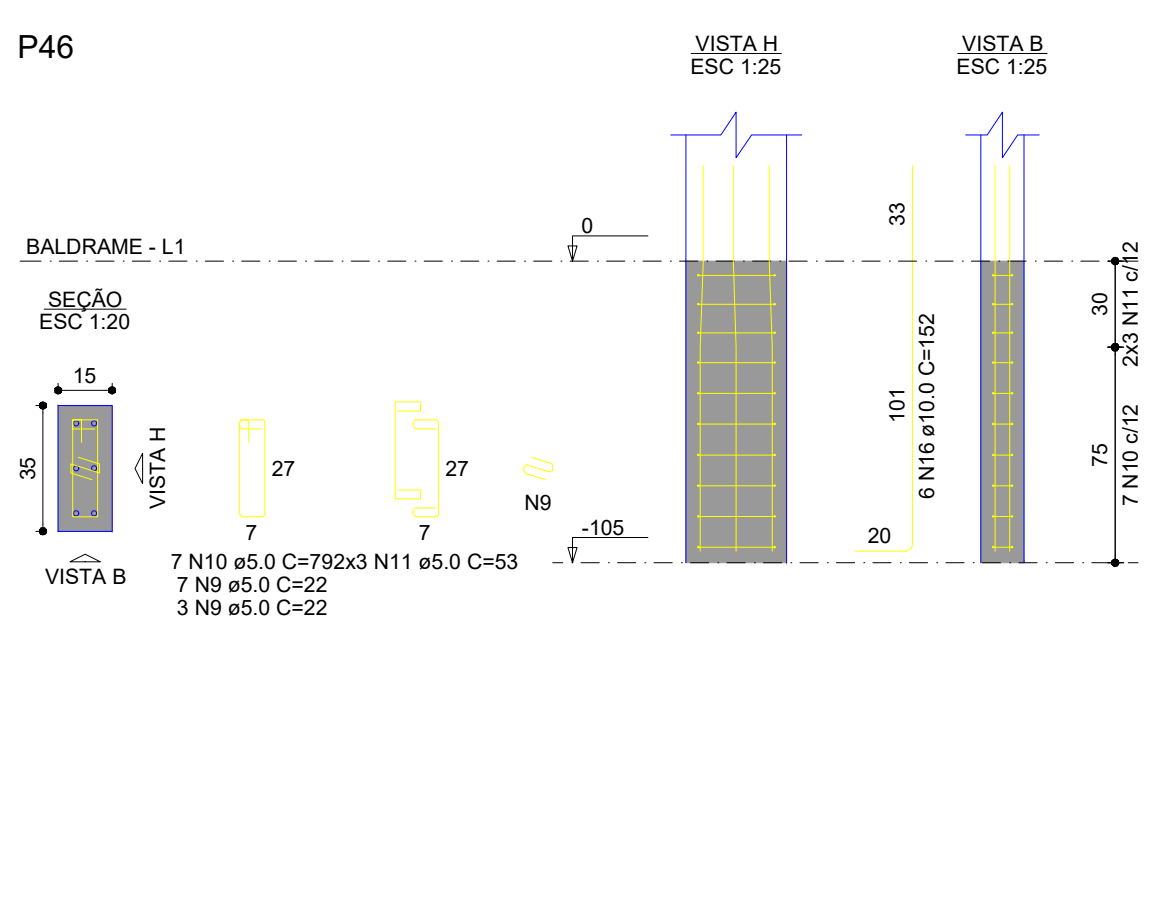 P46
VISTA H
ESC 1:25
VISTA B
ESC 1:25
BALDRAME - L1
0
33
SEÇÃO
ESC 1:20
15
35
VISTA H
VISTA B
27
7
27
7
N9
7 N10 ø5.0 C=792x3 N11 ø5.0 C=53
7 N9 ø5.0 C=22
3 N9 ø5.0 C=22
-105
101
6 N16 ø10.0 C=152
20
30
2x3 N11 c/12
75
7 N10 c/12